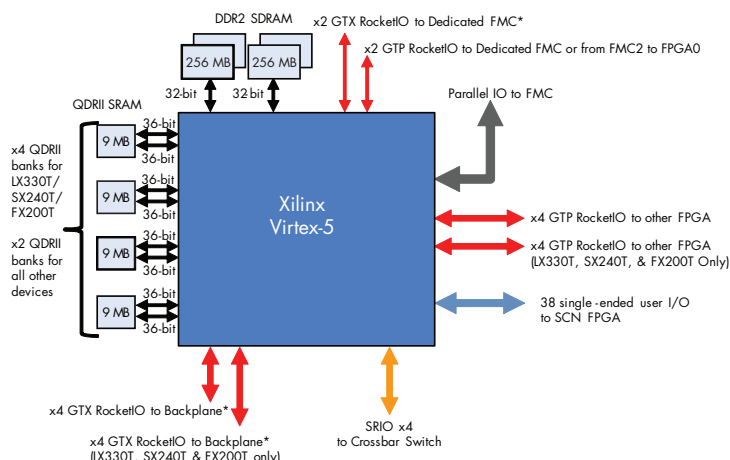 DDR2 SDRAM
x2 GTX RocketIO to Dedicated FMC*
x2 GTP RocketIO to Dedicated FMC or from FMC2 to FPGA0
256 MB
256 MB
32-bit
32-bit
Parallel IO to FMC
QDRII SRAM
x4 QDRII
banks for
LX330T/
SX240T/
FX200T
x2 QDRII
banks for
all other
devices
36-bit
9 MB
36-bit
36-bit
9 MB
36-bit
36-bit
9 MB
36-bit
36-bit
9 MB
36-bit
Xilinx
Virtex-5
x4 GTP RocketIO to other FPGA
x4 GTP RocketIO to other FPGA
(LX330T, SX240T, & FX200T Only)
38 single-ended user I/O
to SCN FPGA
x4 GTX RocketIO to Backplane*
x4 GTX RocketIO to Backplane*
(LX330T, SX240T & FX200T only)
SRIO x4
to Crossbar Switch